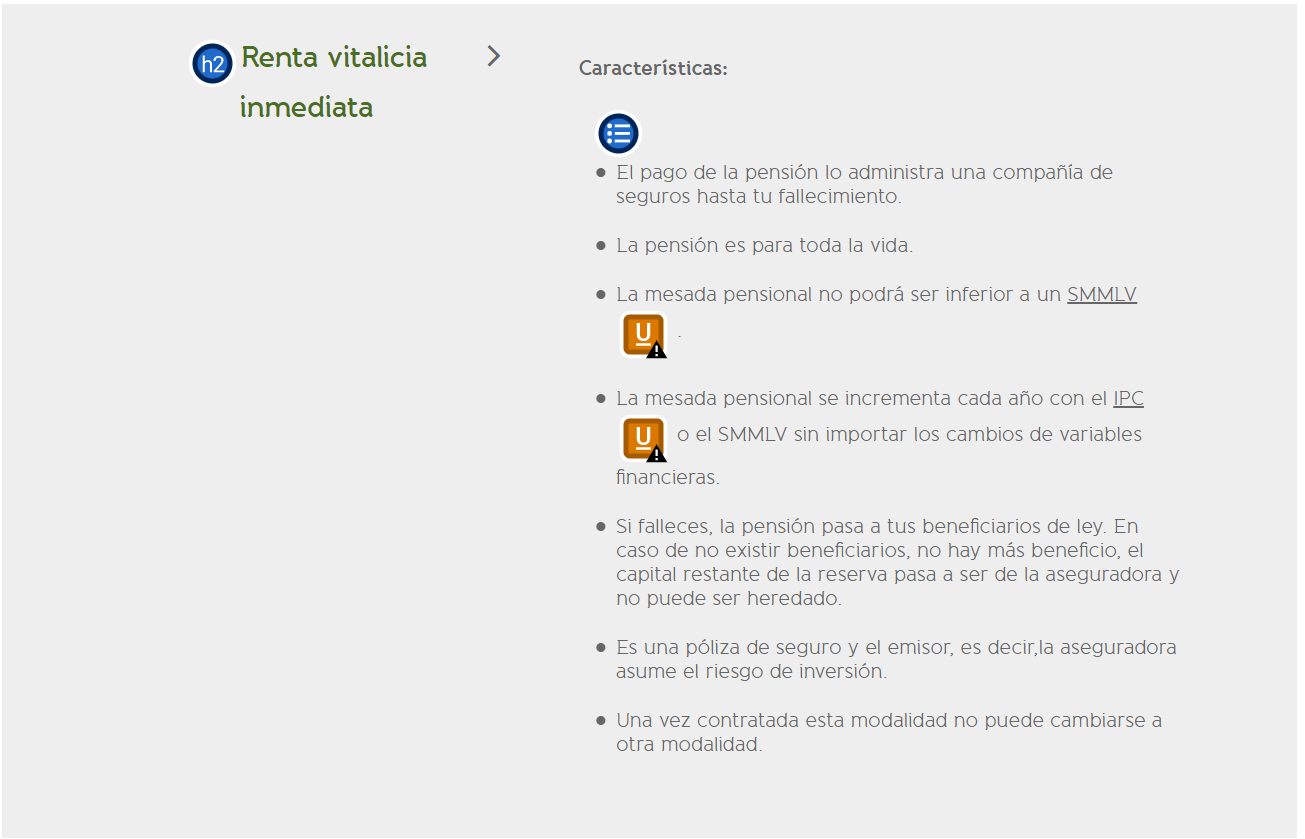 h2 Renta vitalicia
inmediata
Características:
El pago de la pensión lo administra una compañía de
seguros hasta tu fallecimiento.
La pensión es para toda la vida.
La mesada pensional no podrá ser inferior a un SMMLV
U .
La mesada pensional se incrementa cada año con el IPC
U o el SMMLV sin importar los cambios de variables
financieras.
Si falleces, la pensión pasa a tus beneficiarios de ley. En
caso de no existir beneficiarios, no hay más beneficio, el
capital restante de la reserva pasa a ser de la aseguradora y
no puede ser heredado.
Es una póliza de seguro y el emisor, es decir,la aseguradora
asume el riesgo de inversión.
Una vez contratada esta modalidad no puede cambiarse a
otra modalidad.